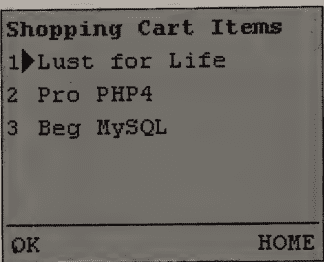 Shopping Cart Items
1 Lust for Life
2 Pro PHP4
3 Beg MySQL
OK HOME